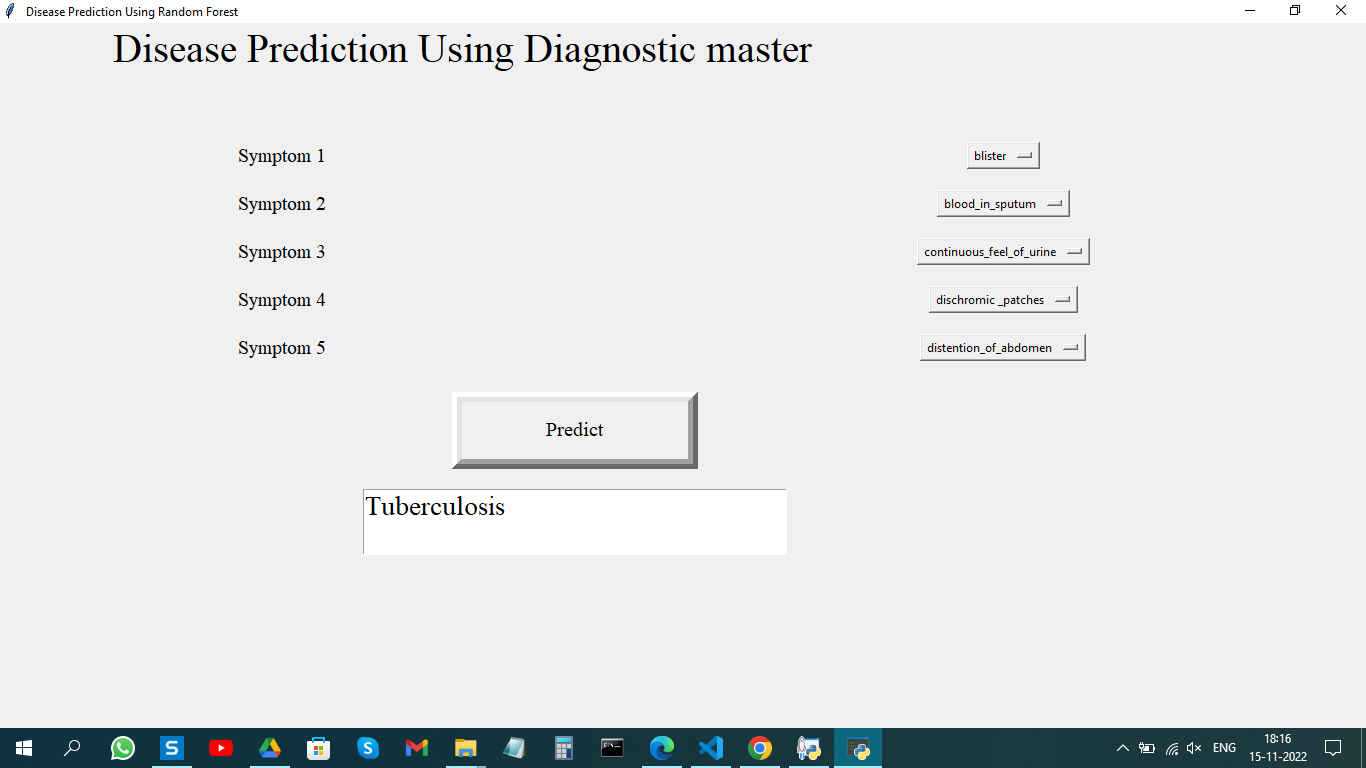 Disease Prediction Using Random Forest
Disease Prediction Using Diagnostic master
Symptom 1 blister
Symptom 2 blood_in_sputum
Symptom 3 continuous_feel_of_urine
Symptom 4 dischromic _patches
Symptom 5 distention_of_abdomen
Predict
Tuberculosis
S S ENG 18:16
15-11-2022